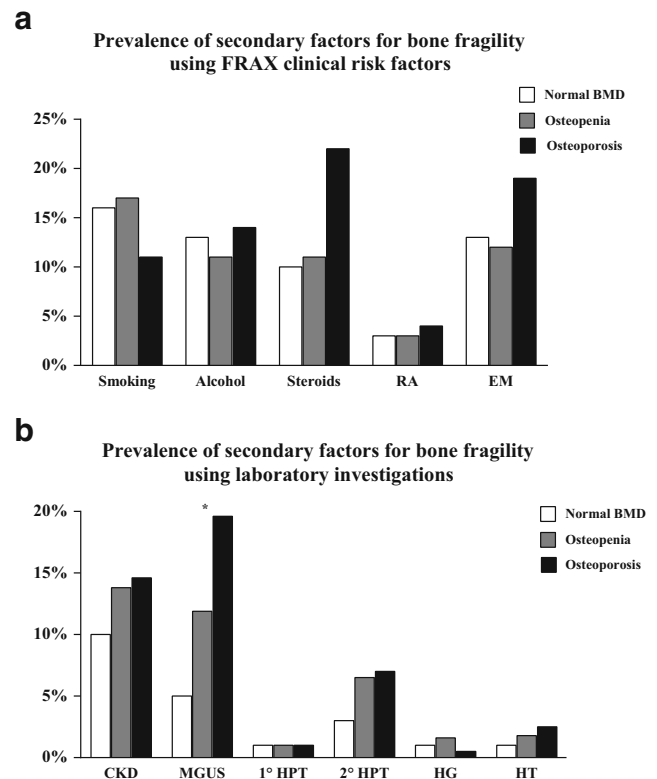 a
Prevalence of secondary factors for bone fragility
using FRAX clinical risk factors
Normal BMD
Osteopenia
Osteoporosis
25%
20%
15%
10%
5%
0%
Smoking Alcohol Steroids RA EM
b
Prevalence of secondary factors for bone fragility
using laboratory investigations
Normal BMD
Osteopenia
Osteoporosis
20%
*
15%
10%
5%
0%
CKD MGUS 1° HPT 2° HPT HG HT